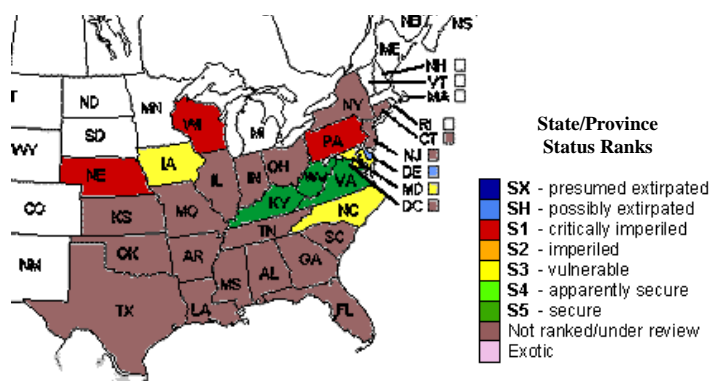 NB
NS
ME
NH
VT
MA
ND
MN
WI
MI
NY
RI
CT
SD
WY
IA
PA
NJ
DE
MD
DC
NE
IL
IN
OH
WV
VA
CO
KS
MO
KY
NC
TN
NM
OK
AR
SC
TX
LA
MS
AL
GA
FL
State/Province
Status Ranks
SX - presumed extirpated
SH - possibly extirpated
S1 - critically imperiled
S2 - imperiled
S3 - vulnerable
S4 - apparently secure
S5 - secure
Not ranked/under review
Exotic